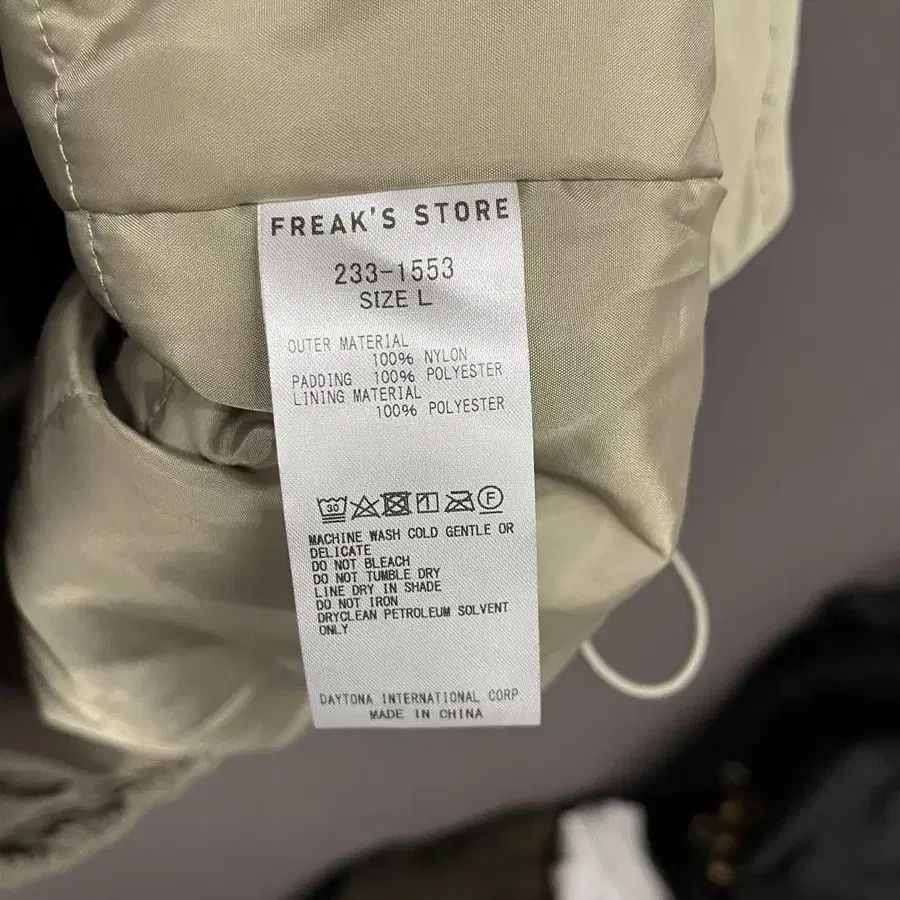 FREAK'S STORE
233-1553
SIZE L
OUTER MATERIAL
100% NYLON
PADDING 100% POLYESTER
LINING MATERIAL
100% POLYESTER
30 F
MACHINE WASH COLD GENTLE OR
DELICATE
DO NOT BLEACH
DO NOT TUMBLE DRY
LINE DRY IN SHADE
DO NOT IRON
DRYCLEAN PETROLEUM SOLVENT
ONLY
DAYTONA INTERNATIONAL CORP.
MADE IN CHINA